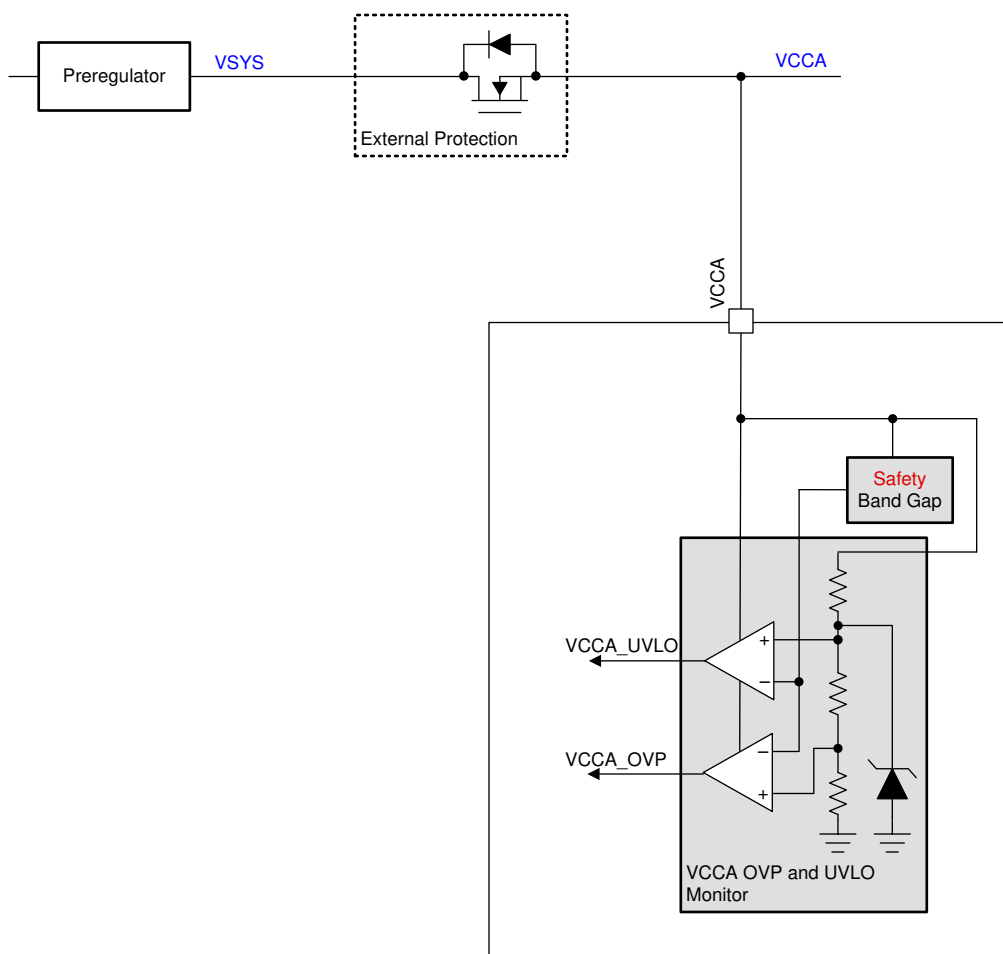 Preregulator
VSYS
VCCA
External Protection
VCCA
Safety
Band Gap
VCCA_UVLO
+
−
VCCA_OVP
−
+
VCCA OVP and UVLO
Monitor